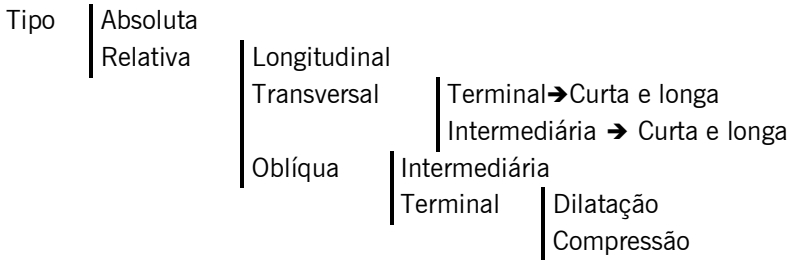 Tipo Absoluta
Relativa Longitudinal
Transversal Terminal➔Curta e longa
Intermediária ➔ Curta e longa
Oblíqua Intermediária
Terminal Dilatação
Compressão